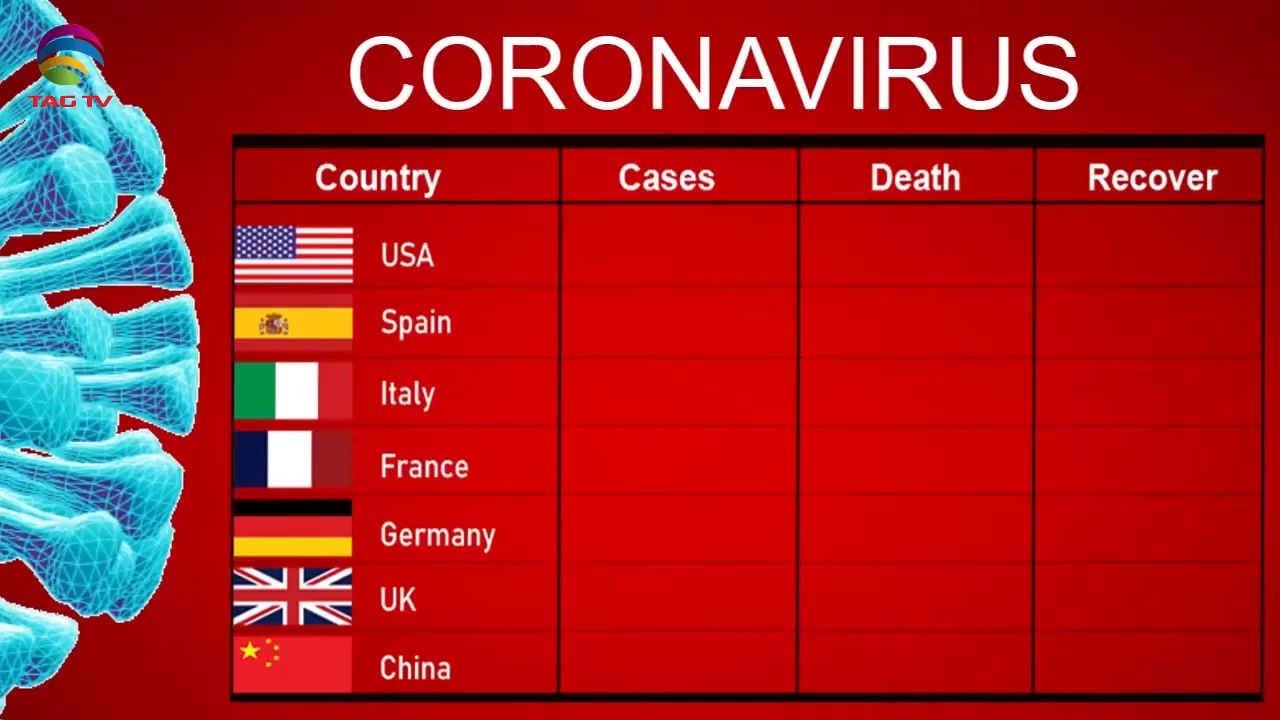 TAG TV
CORONAVIRUS
Country Cases Death Recover
USA
Spain
Italy
France
Germany
UK
China